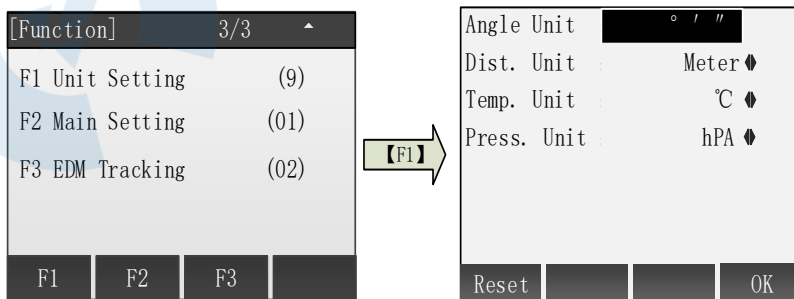 [Function] 3/3
F1 Unit Setting (9)
F2 Main Setting (01)
F3 EDM Tracking (02)
F1 F2 F3
【F1】
Angle Unit ° ′ ″
Dist. Unit : Meter
Temp. Unit : ℃
Press. Unit : hPA
Reset OK